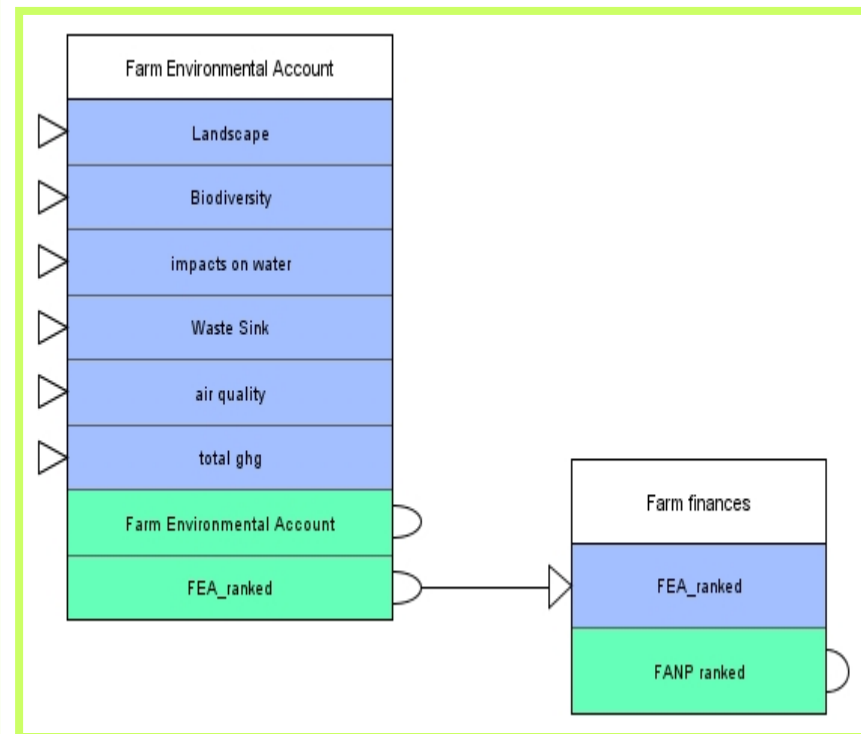 Farm Environmental Account
Landscape
Biodiversity
impacts on water
Waste Sink
air quality
total ghg
Farm Environmental Account
FEA_ranked
Farm finances
FEA_ranked
FANP ranked